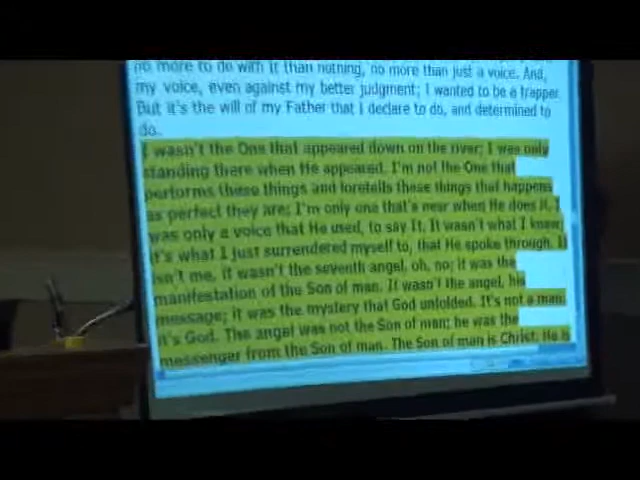 no more to do with it than nothing, no more than just a voice. And,
my voice, even against my better judgment; I wanted to be a trapper.
But it's the will of my Father that I declare to do, and determined to
do.
I wasn't the One that appeared down on the river; I was only
standing there when He appeared. I'm not the One that
performs these things and foretells these things that happens
as perfect they are; I'm only one that's near when He does it. I
was only a voice that He used, to say It. It wasn't what I knew;
it's what I just surrendered myself to, that He spoke through. It
isn't me, it wasn't the seventh angel, oh, no; it was the
manifestation of the Son of man. It wasn't the angel, his
message; it was the mystery that God unfolded. It's not a man;
it's God. The angel was not the Son of man; he was the
messenger from the Son of man. The Son of man is Christ; He is